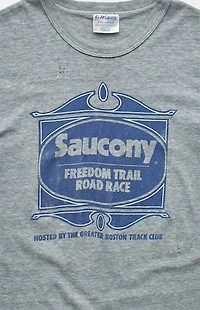 Saucony
FREEDOM TRAIL
ROAD RACE
HOSTED BY THE GREATER BOSTON TRACK CLUB